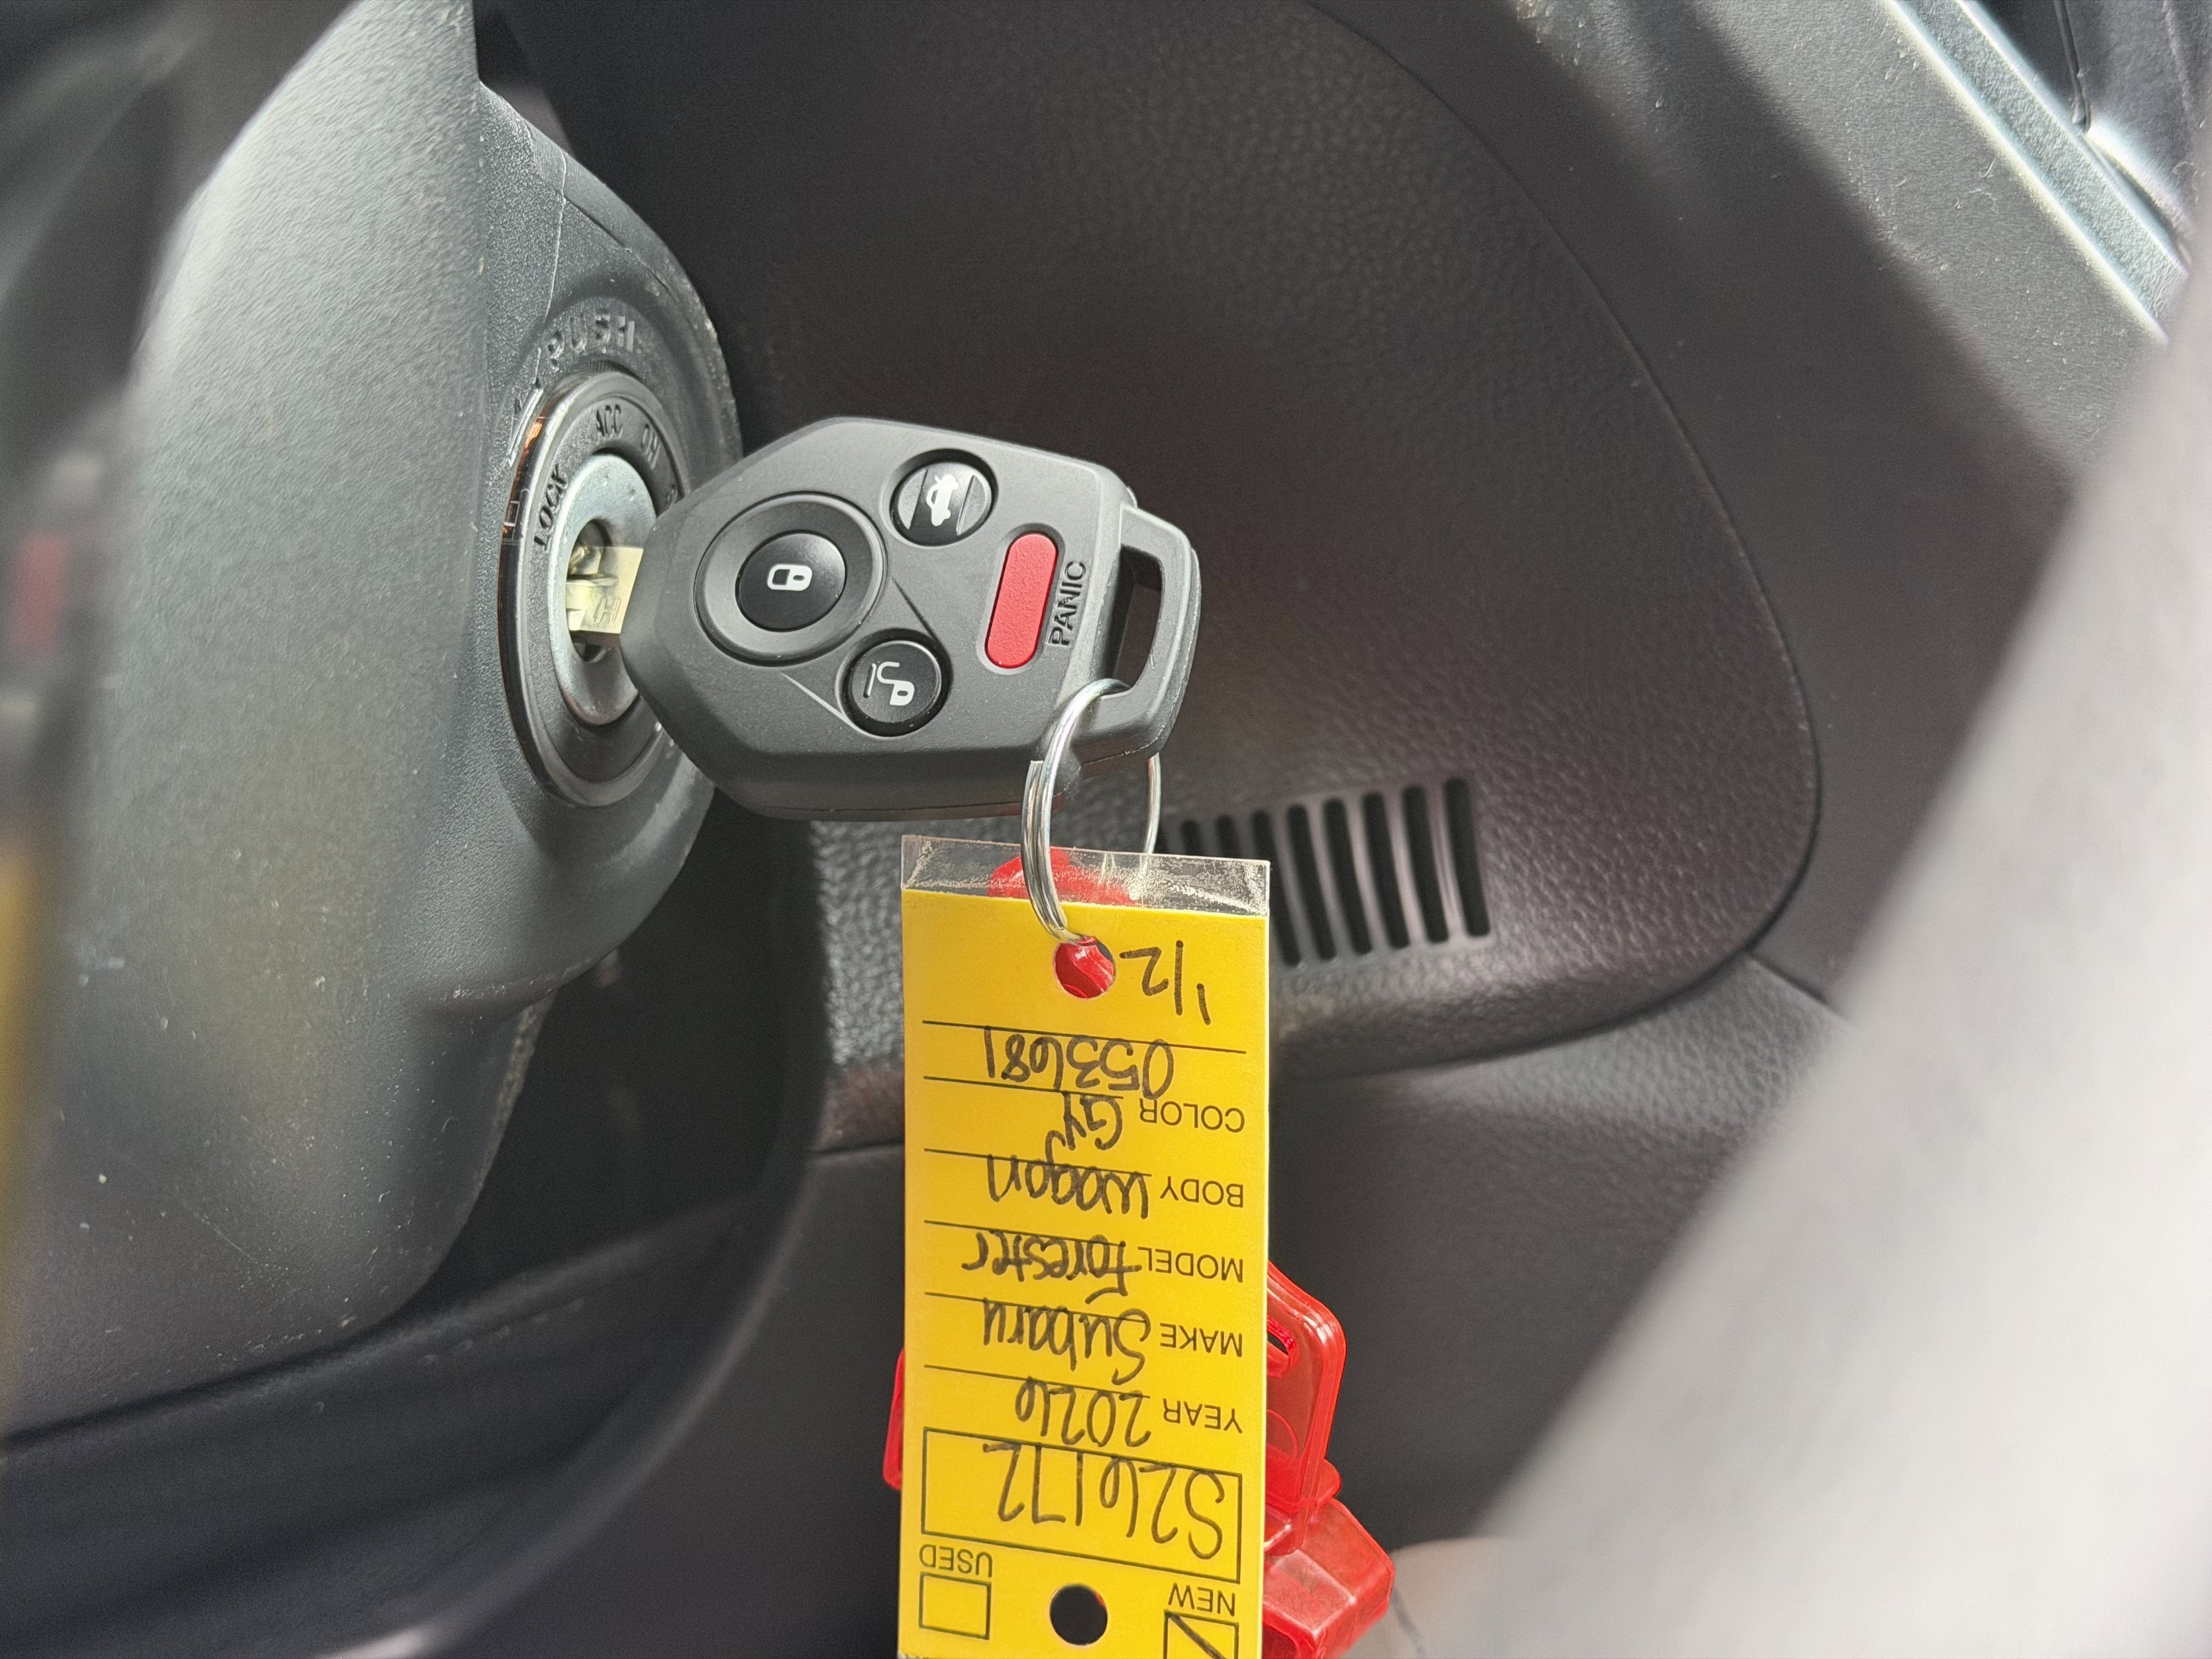 PUSH
LOCK ACC ON
PANIC
NEW USED
S26172
YEAR 2026
MAKE Subaru
MODEL Forester
BODY Wagon
COLOR Gy
053681
1/2